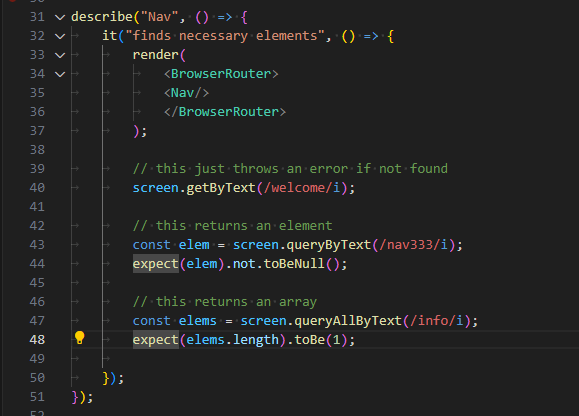 31 describe("Nav", () => {
32 it("finds necessary elements", () => {
33 render(
34 <BrowserRouter>
35 <Nav/>
36 </BrowserRouter>
37 );
38
39 // this just throws an error if not found
40 screen.getByText(/welcome/i);
41
42 // this returns an element
43 const elem = screen.queryByText(/nav333/i);
44 expect(elem).not.toBeNull();
45
46 // this returns an array
47 const elems = screen.queryAllByText(/info/i);
48 expect(elems.length).toBe(1);
49
50 });
51 });